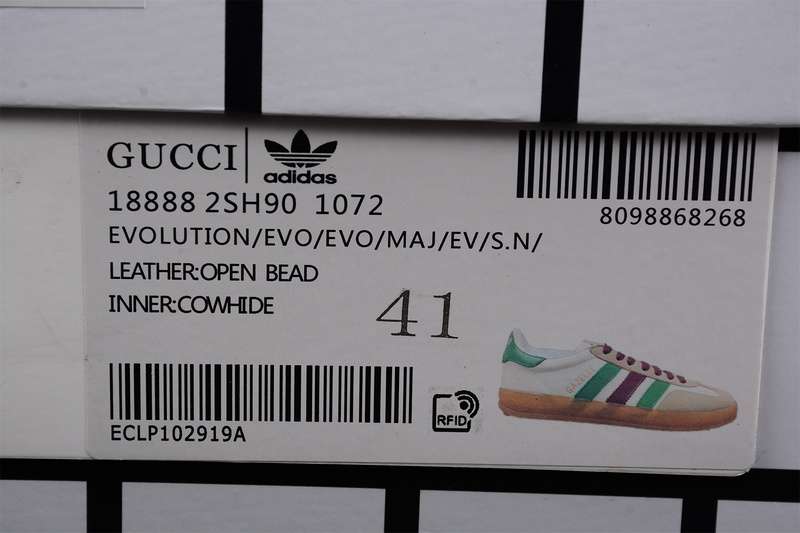 GUCCI adidas
18888 2SH90 1072
8098868268
EVOLUTION/EVO/EVO/MAJ/EV/S.N/
LEATHER:OPEN BEAD
INNER:COWHIDE
41
ECLP102919A
RFID
GAZELLE